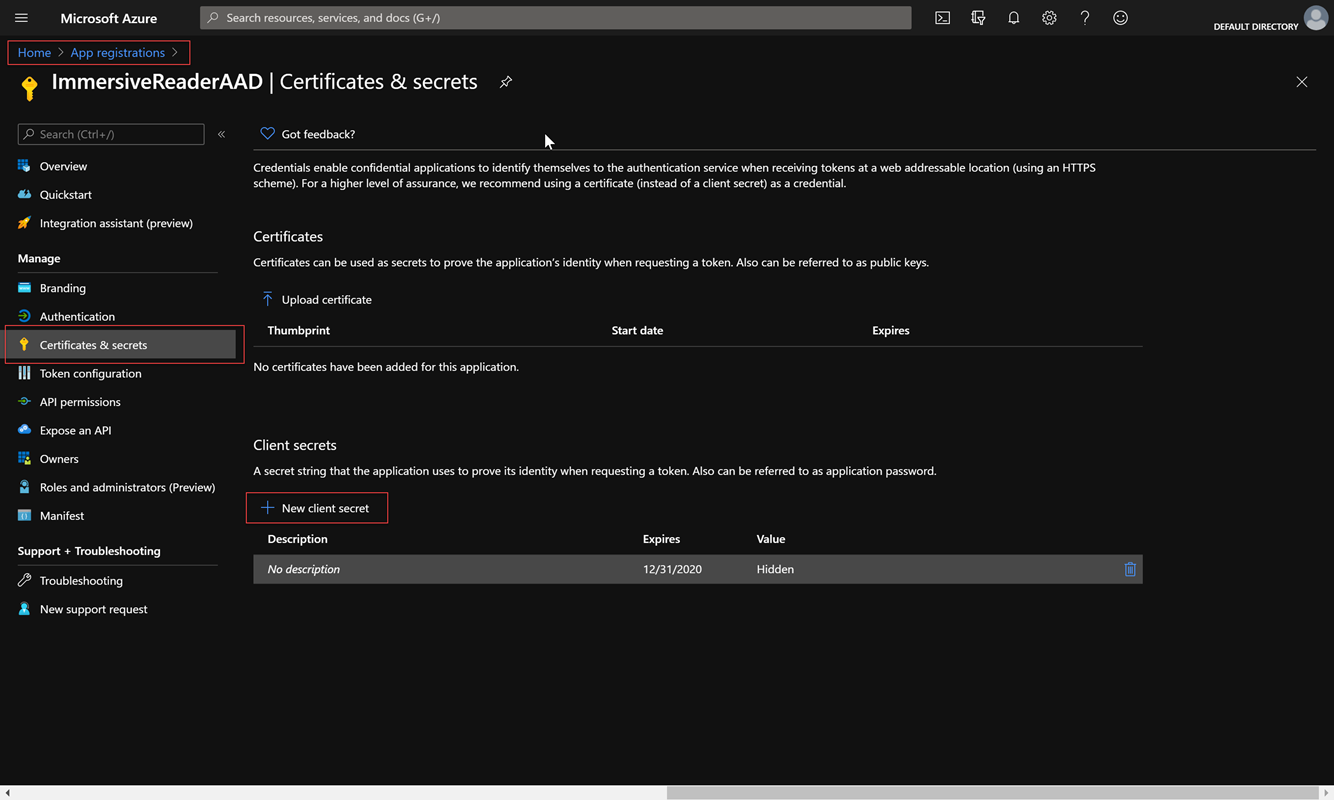 Microsoft Azure
Search resources, services, and docs (G+/)
DEFAULT DIRECTORY
Home > App registrations >
ImmersiveReaderAAD | Certificates & secrets
Search (Ctrl+/)
Overview
Quickstart
Integration assistant (preview)
Manage
Branding
Authentication
Certificates & secrets
Token configuration
API permissions
Expose an API
Owners
Roles and administrators (Preview)
Manifest
Support + Troubleshooting
Troubleshooting
New support request
Got feedback?
Credentials enable confidential applications to identify themselves to the authentication service when receiving tokens at a web addressable location (using an HTTPS
scheme). For a higher level of assurance, we recommend using a certificate (instead of a client secret) as a credential.
Certificates
Certificates can be used as secrets to prove the application's identity when requesting a token. Also can be referred to as public keys.
Upload certificate
Thumbprint Start date Expires
No certificates have been added for this application.
Client secrets
A secret string that the application uses to prove its identity when requesting a token. Also can be referred to as application password.
New client secret
Description Expires Value
No description 12/31/2020 Hidden